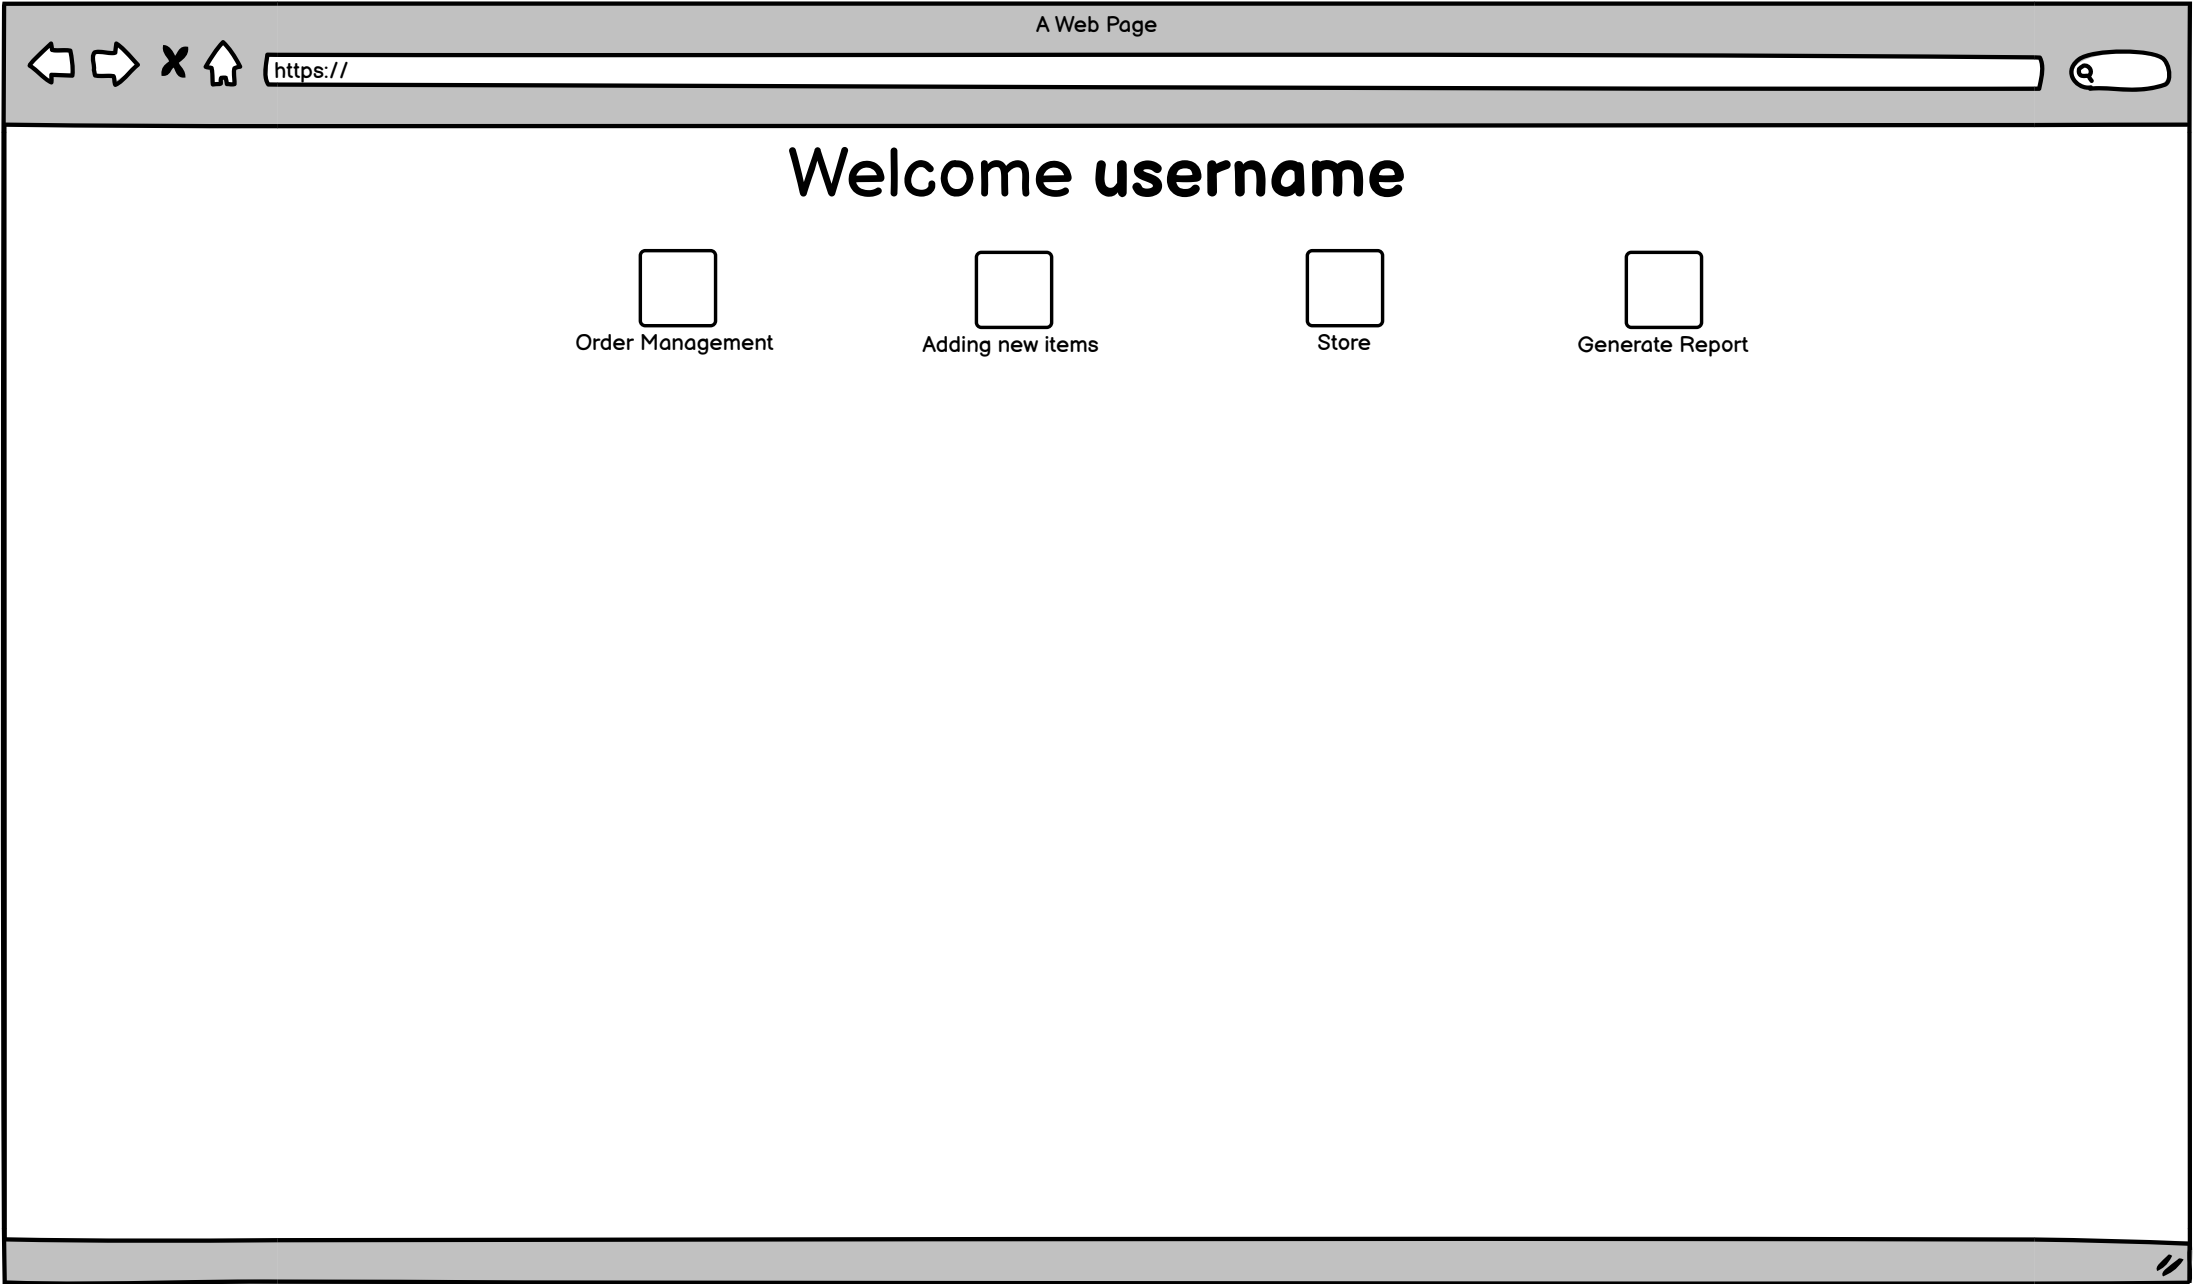 A Web Page
https://
Welcome username
Order Management
Adding new items
Store
Generate Report